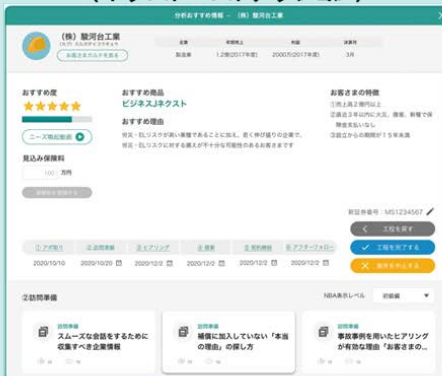 分析おすすめ情報 - (株) 駿河台工業
(株) 駿河台工業
お客さまカルテを見る
企業
年間売上
利益
決算月
製造業
1.2億(2017年度)
2000万(2017年度)
3月
おすすめ度
おすすめ商品
お客さまの特徴
ビジネスJネクスト
①売上高2億円以上
②直近3年以内に火災、傷害、新種で保
険金支払いなし
③設立からの期間が15年未満
おすすめ理由
ニーズ喚起動画
労災・ELリスクが高い業種であることに加え、若く伸び盛りの企業で、
労災・ELリスクに対する備えが不十分な可能性のあるお客さまです
見込み保険料
100 万円
新証券番号：MS1234567
工程を戻す
① アポ取り
② 訪問準備
③ ヒアリング
④ 提案
⑤ 契約締結
⑥ アフターフォロー
工程を完了する
2020/10/10
2020/10/20
2020/12/2
2020/12/2
2020/12/2
2020/12/2
案件を中止する
②訪問準備
NBA表示レベル
初級編
訪問準備
スムーズな会話をするために
収集すべき企業情報
訪問準備
補償に加入していない「本当
の理由」の探し方
訪問準備
事故事例を用いたヒアリング
が有効な理由「お客さまの...